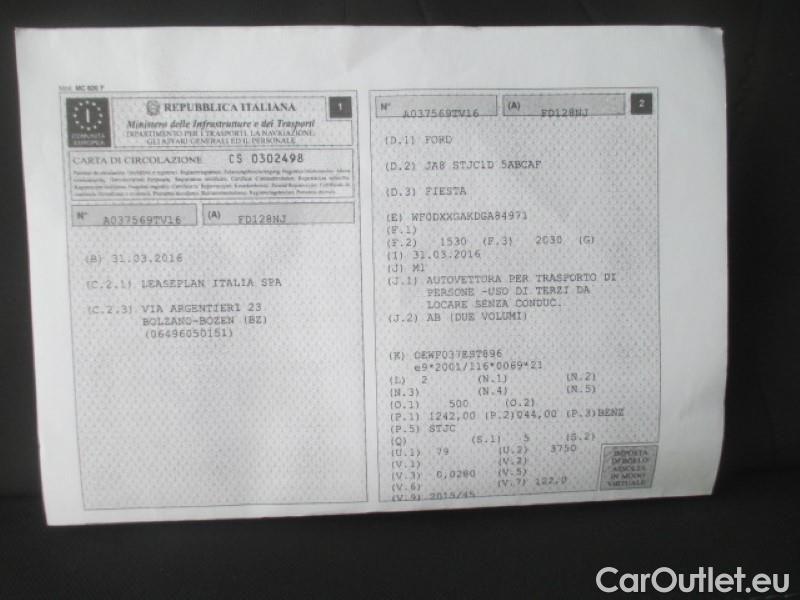 Mod. MC 820 F
REPUBBLICA ITALIANA
1
Ministero delle Infrastrutture e dei Trasporti
DIPARTIMENTO PER I TRASPORTI, LA NAVIGAZIONE,
GLI AFFARI GENERALI ED IL PERSONALE
I
COMUNITÀ
EUROPEA
CARTA DI CIRCOLAZIONE CS 0302498
N° A037569TV16 (A) FD128NJ
(B) 31.03.2016
(C.2.1) LEASEPLAN ITALIA SPA
(C.2.3) VIA ARGENTIERI 23
BOLZANO-BOZEN (BZ)
(06496050151)
N° A037569TV16 (A) FD128NJ 2
(D.1) FORD
(D.2) JA8 STJC1D 5ABCAF
(D.3) FIESTA
(E) WF0DXXGAKDGA84971
(F.1)
(F.2) 1530 (F.3) 2030 (G)
(I) 31.03.2016
(J) M1
(J.1) AUTOVETTURA PER TRASPORTO DI
PERSONE -USO DI TERZI DA
LOCARE SENZA CONDUC.
(J.2) AB (DUE VOLUMI)
(K) OEWF037EST896
e9*2001/116*0069*21
(L) 2 (N.1) (N.2)
(N.3) (N.4) (N.5)
(O.1) 500 (O.2)
(P.1) 1242,00 (P.2)044,00 (P.3)BENZ
(P.5) STJC
(Q) (S.1) 5 (S.2)
(U.1) 79 (U.2) 3750
(V.1) (V.2)
(V.3) 0,0280 (V.5)
(V.6) (V.7) 122,0
(V.9) 2015/45
IMPOSTA
DI BOLLO
ASSOLTA
IN MODO
VIRTUALE
CarOutlet.eu